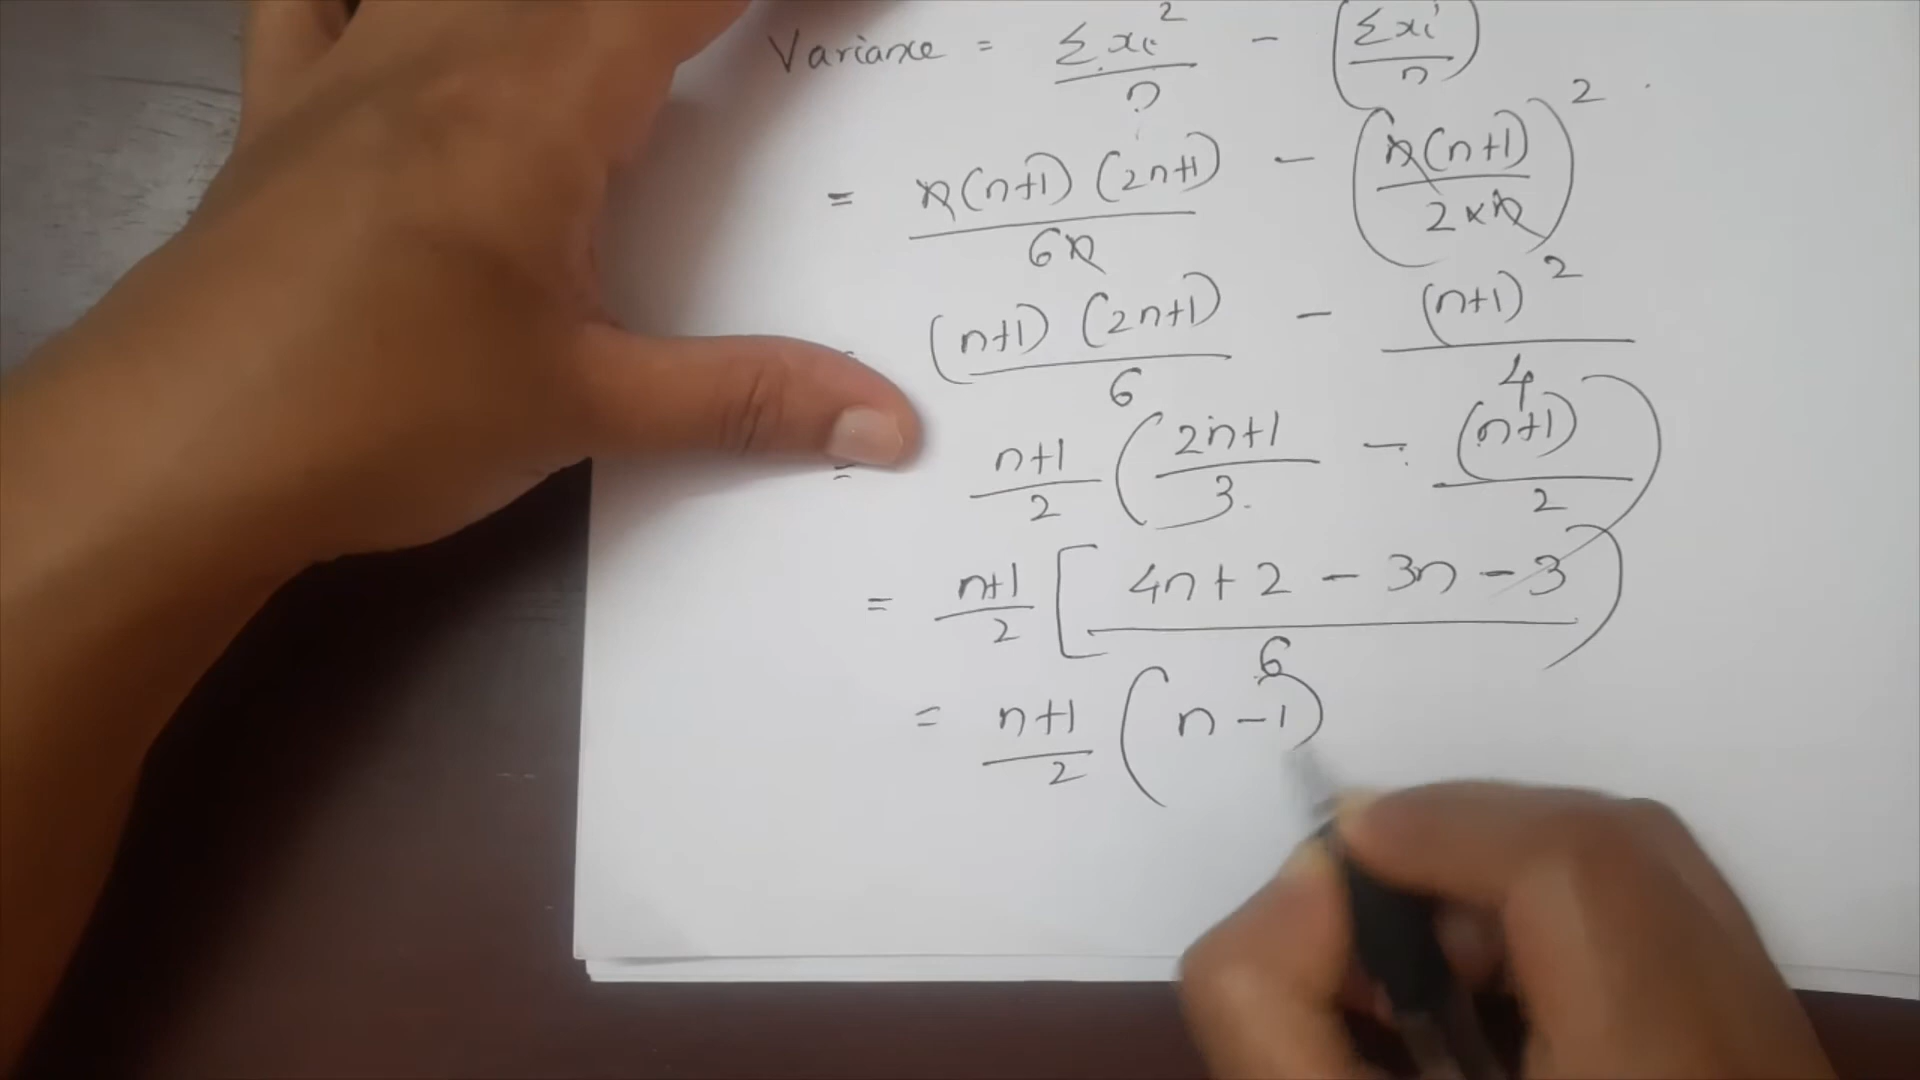 Variance = Σxi²/n - (Σxi/n)
= n(n+1)(2n+1)/6n - (n(n+1)/2×n)²
(n+1)(2n+1)/6 - (n+1)²/4
= n+1/2 (2n+1/3 - (n+1)/2)
= n+1/2 [4n+2-3n-3/6)
= n+1/2 (n-1)